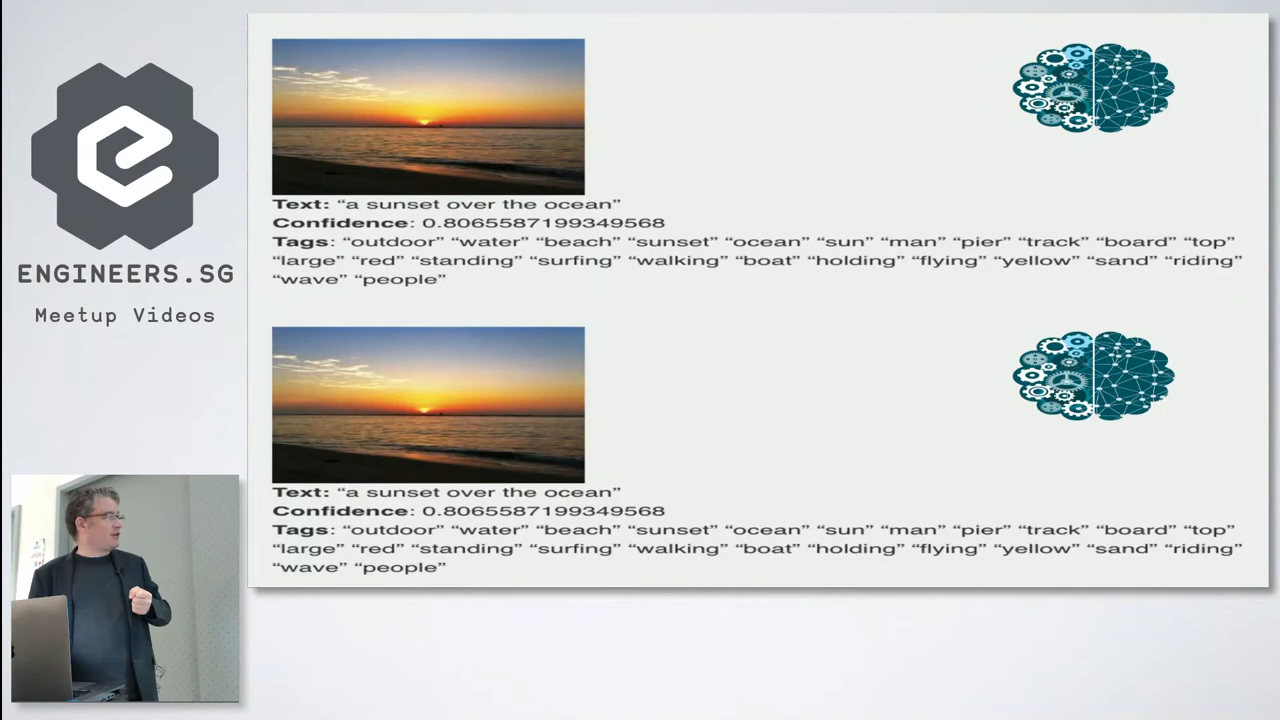 ENGINEERS.SG
Meetup Videos
Text: “a sunset over the ocean”
Confidence: 0.8065587199349568
Tags: “outdoor” “water” “beach” “sunset” “ocean” “sun” “man” “pier” “track” “board” “top”
“large” “red” “standing” “surfing” “walking” “boat” “holding” “flying” “yellow” “sand” “riding”
“wave” “people”
Text: “a sunset over the ocean”
Confidence: 0.8065587199349568
Tags: “outdoor” “water” “beach” “sunset” “ocean” “sun” “man” “pier” “track” “board” “top”
“large” “red” “standing” “surfing” “walking” “boat” “holding” “flying” “yellow” “sand” “riding”
“wave” “people”